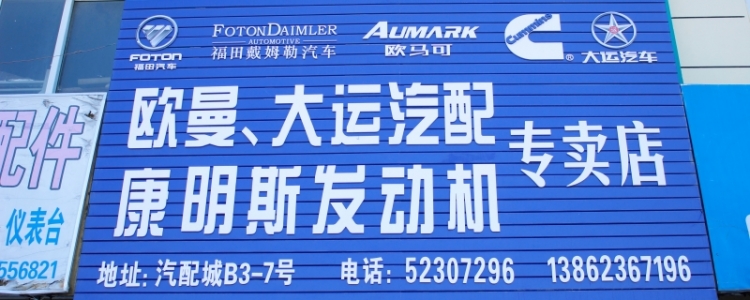 FOTON
福田汽车
FOTONDAIMLER
AUTOMOTIVE
福田戴姆勒汽车
AUMARK
欧马可
Cummins
®
大运汽车
欧曼、大运汽配
康明斯发动机
专卖店
地址：汽配城B3-7号 电话：52307296 13862367196
配件
仪表台
556821